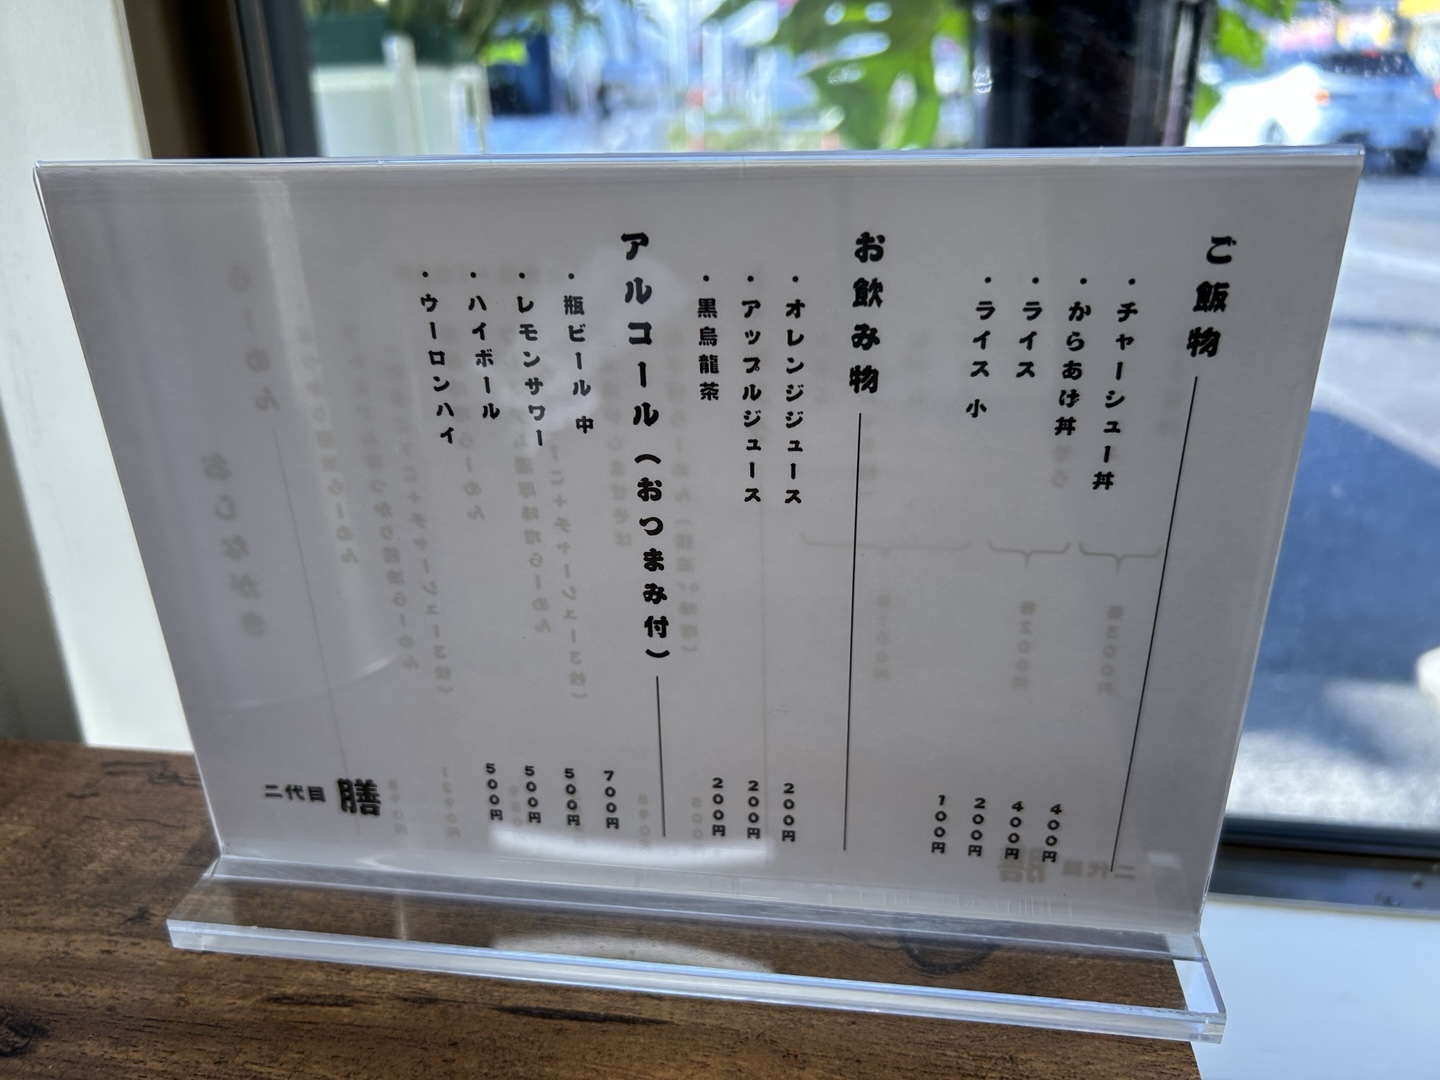 ご飯物
・チャーシュー丼 400円
・からあげ丼 400円
・ライス 200円
・ライス 小 100円
お飲み物
・オレンジジュース 200円
・アップルジュース 200円
・黒烏龍茶 200円
アルコール(おつまみ付)
・瓶ビール 中 700円
・レモンサワー 500円
・ハイボール 500円
・ウーロンハイ 500円
二代目 膳